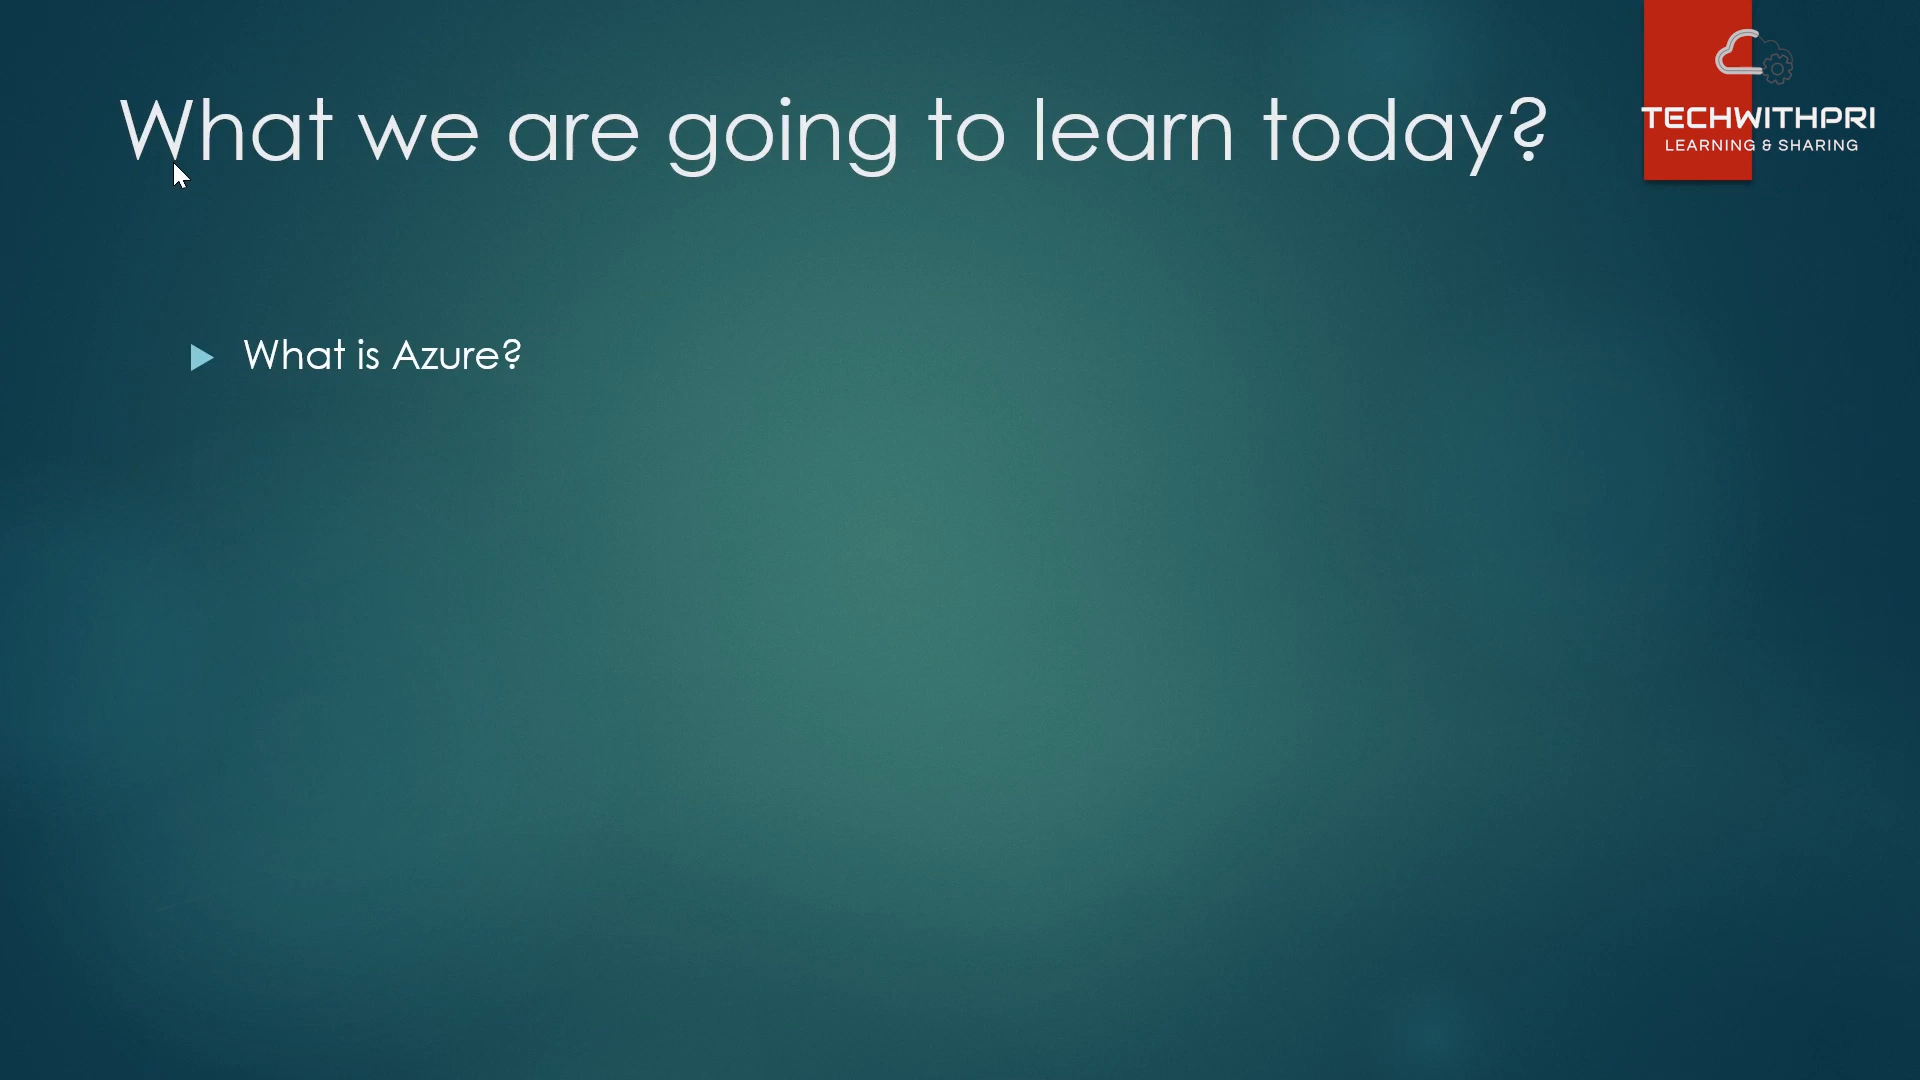 What we are going to learn today?
TECHWITHPRI
LEARNING & SHARING
What is Azure?